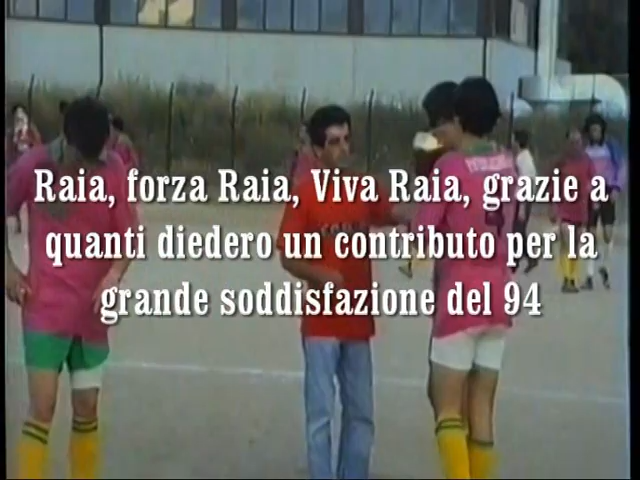 Raia, forza Raia, Viva Raia, grazie a
quanti diedero un contributo per la
grande soddisfazione del 94